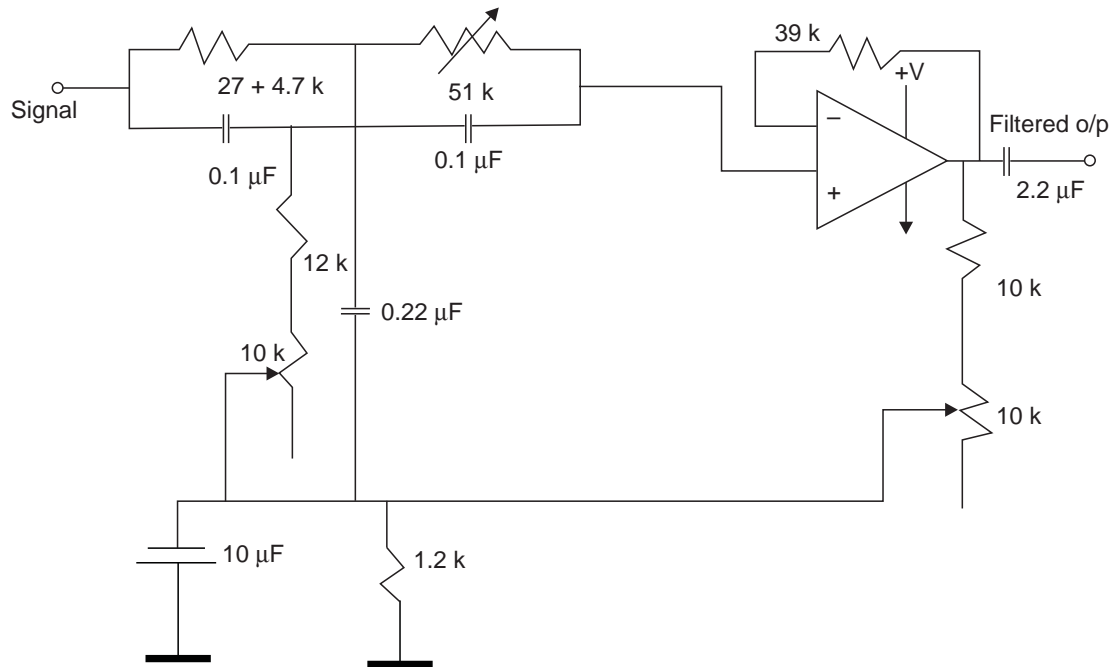 39 k
+V
27 + 4.7 k
51 k
Signal
Filtered o/p
−
0.1 μF
0.1 μF
+
2.2 μF
12 k
10 k
0.22 μF
10 k
10 k
10 μF
1.2 k